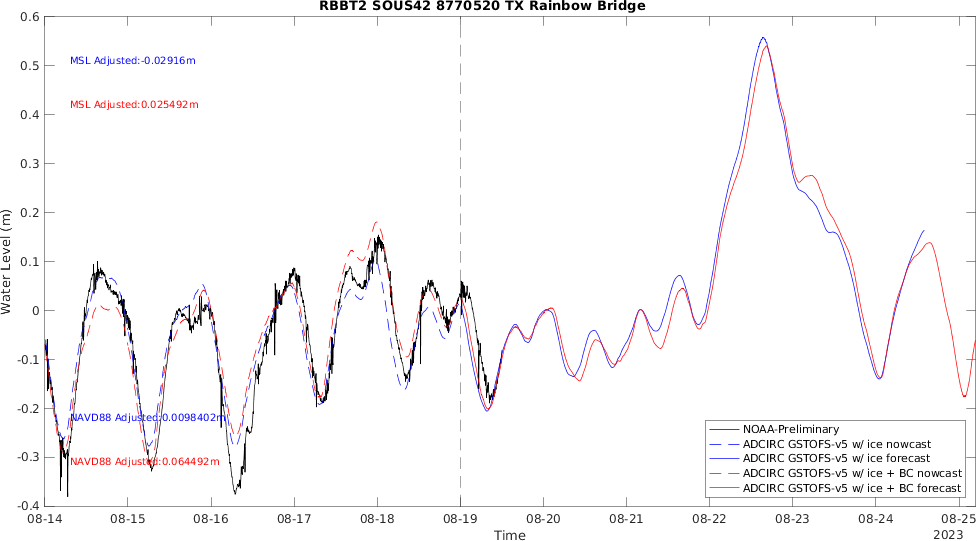 RBBT2 SOUS42 8770520 TX Rainbow Bridge
0.6
0.5
0.4
0.3
0.2
0.1
0
-0.1
-0.2
-0.3
-0.4
Water Level (m)
MSL Adjusted:-0.02916m
MSL Adjusted:0.025492m
NAVD88 Adjusted:0.0098402m
NAVD88 Adjusted:0.064492m
NOAA-Preliminary
ADCIRC GSTOFS-v5 w/ ice nowcast
ADCIRC GSTOFS-v5 w/ ice forecast
ADCIRC GSTOFS-v5 w/ ice + BC nowcast
ADCIRC GSTOFS-v5 w/ ice + BC forecast
08-14 08-15 08-16 08-17 08-18 08-19 08-20 08-21 08-22 08-23 08-24 08-25
Time
2023